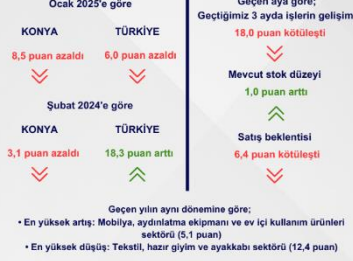 Ocak 2025'e göre
KONYA TÜRKİYE
8,5 puan azaldı 6,0 puan azaldı
Şubat 2024'e göre
KONYA TÜRKİYE
3,1 puan azaldı 18,3 puan arttı
Geçen aya göre;
Geçtiğimiz 3 ayda işlerin gelişim
18,0 puan kötüleşti
Mevcut stok düzeyi
1,0 puan arttı
Satış beklentisi
6,4 puan kötüleşti
Geçen yılın aynı dönemine göre;
• En yüksek artış: Mobilya, aydınlatma ekipmanı ve ev içi kullanım ürünleri
sektörü (5,1 puan)
• En yüksek düşüş: Tekstil, hazır giyim ve ayakkabı sektörü (12,4 puan)